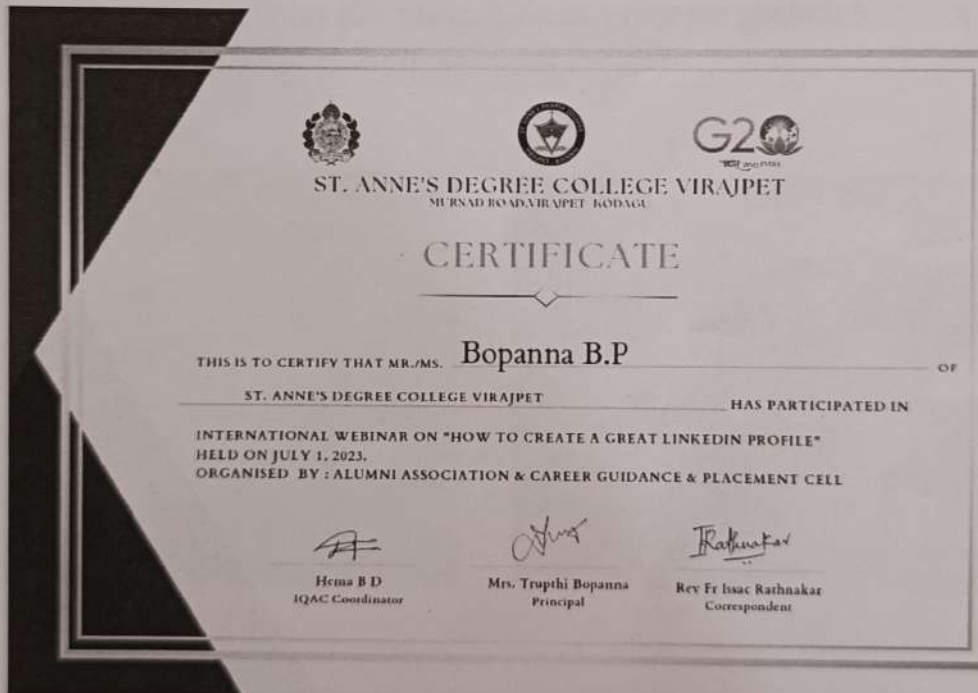 G20
ST. ANNE'S DEGREE COLLEGE VIRAJPET
MURNAD ROAD,VIRAJPET KODAGU
CERTIFICATE
THIS IS TO CERTIFY THAT MR./MS. Bopanna B.P OF
ST. ANNE'S DEGREE COLLEGE VIRAJPET HAS PARTICIPATED IN
INTERNATIONAL WEBINAR ON "HOW TO CREATE A GREAT LINKEDIN PROFILE"
HELD ON JULY 1, 2023.
ORGANISED BY : ALUMNI ASSOCIATION & CAREER GUIDANCE & PLACEMENT CELL
IRathnakar
Hema B D
Mrs. Trupthi Bopanna
Rev Fr Issac Rathnakar
IQAC Coordinator
Principal
Correspondent